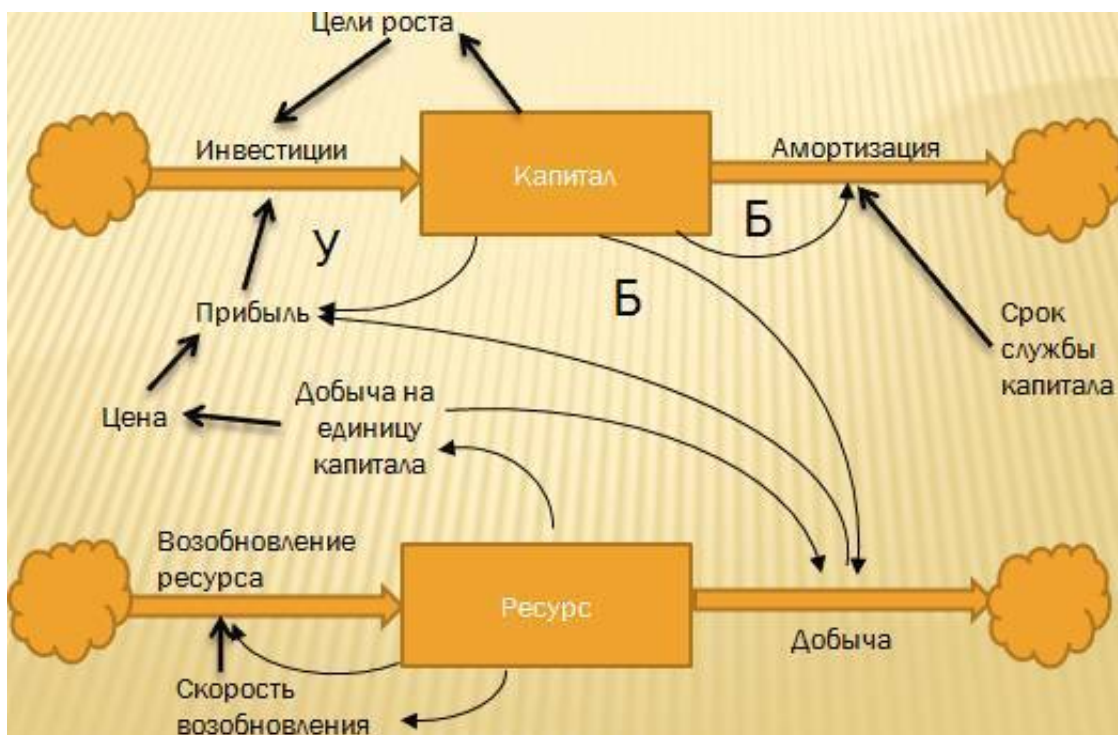 Цели роста
Инвестиции
Капитал
Амортизация
У
Б
Б
Прибыль
Срок
службы
капитала
Цена
Добыча на
единицу
капитала
Возобновление
ресурса
Ресурс
Добыча
Скорость
возобновления